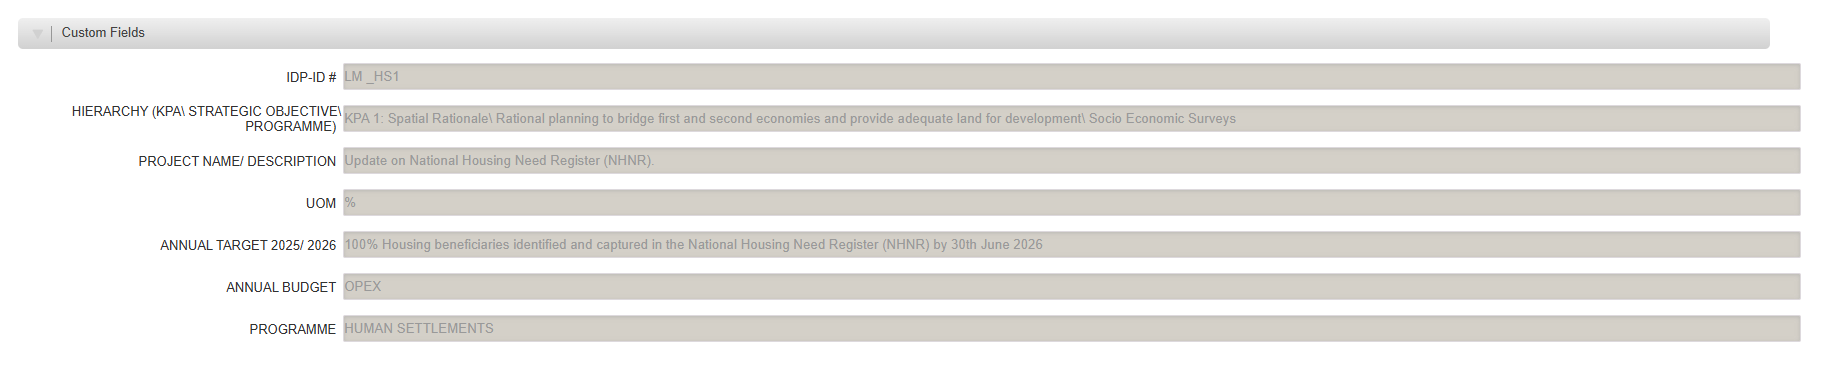 Custom Fields
IDP-ID # LM _HS1
HIERARCHY (KPA\ STRATEGIC OBJECTIVE\
PROGRAMME) KPA 1: Spatial Rationale\ Rational planning to bridge first and second economies and provide adequate land for development\ Socio Economic Surveys
PROJECT NAME/ DESCRIPTION Update on National Housing Need Register (NHNR).
UOM %
ANNUAL TARGET 2025/ 2026 100% Housing beneficiaries identified and captured in the National Housing Need Register (NHNR) by 30th June 2026
ANNUAL BUDGET OPEX
PROGRAMME HUMAN SETTLEMENTS